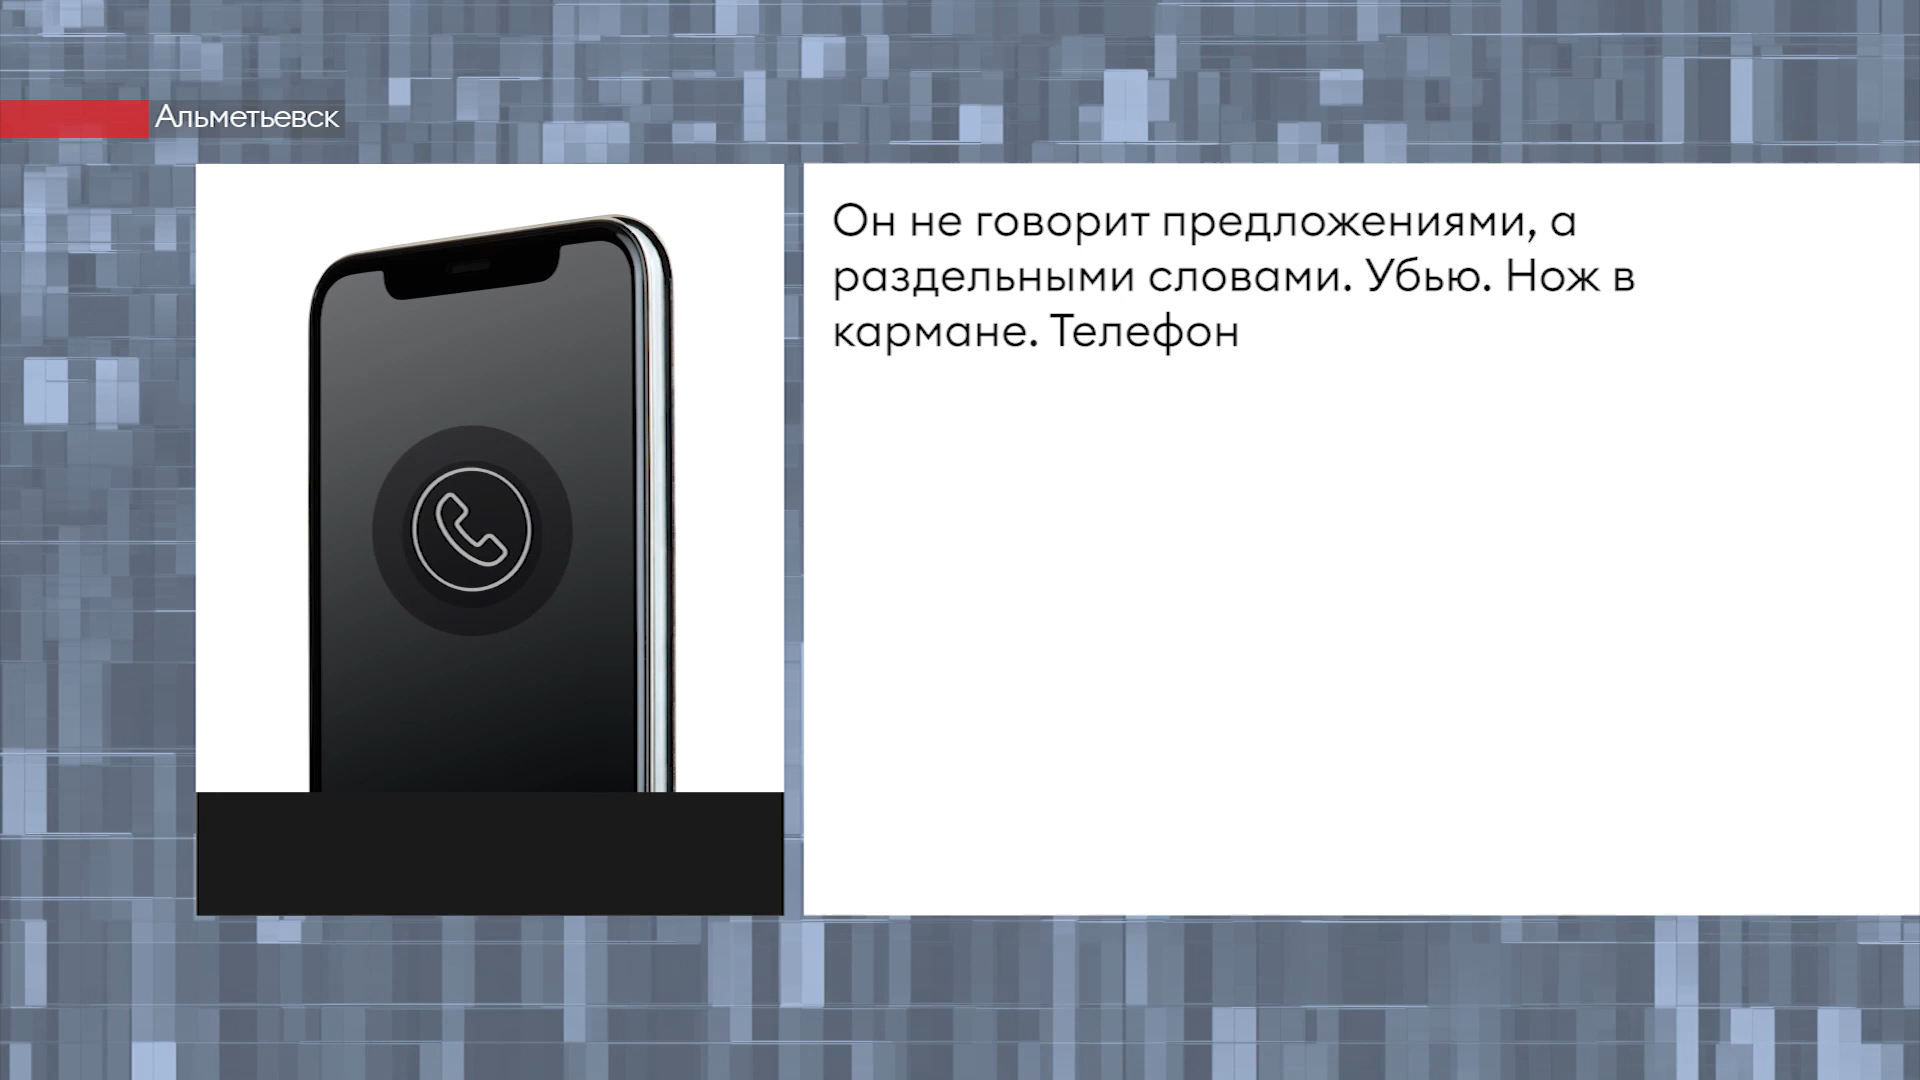 Альметьевск
Он не говорит предложениями, а
раздельными словами. Убью. Нож в
кармане. Телефон